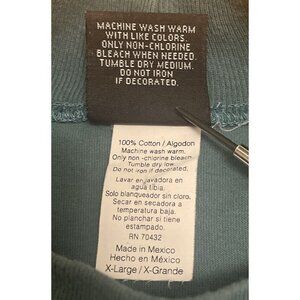 MACHINE WASH WARM
WITH LIKE COLORS.
ONLY NON-CHLORINE
BLEACH WHEN NEEDED.
TUMBLE DRY MEDIUM.
DO NOT IRON
IF DECORATED.
100% Cotton / Algodon
Machine wash warm.
Only non-chlorine bleach.
Tumble dry low.
Do not iron if decorated.
Lavar en lavadora en
agua tibia.
Solo blanqueador sin cloro.
Secar en secadora a
temperatura baja.
No planchar si tiene
decorado.
RN 70432
Made in Mexico
Hecho en México
X-Large / X-Grande